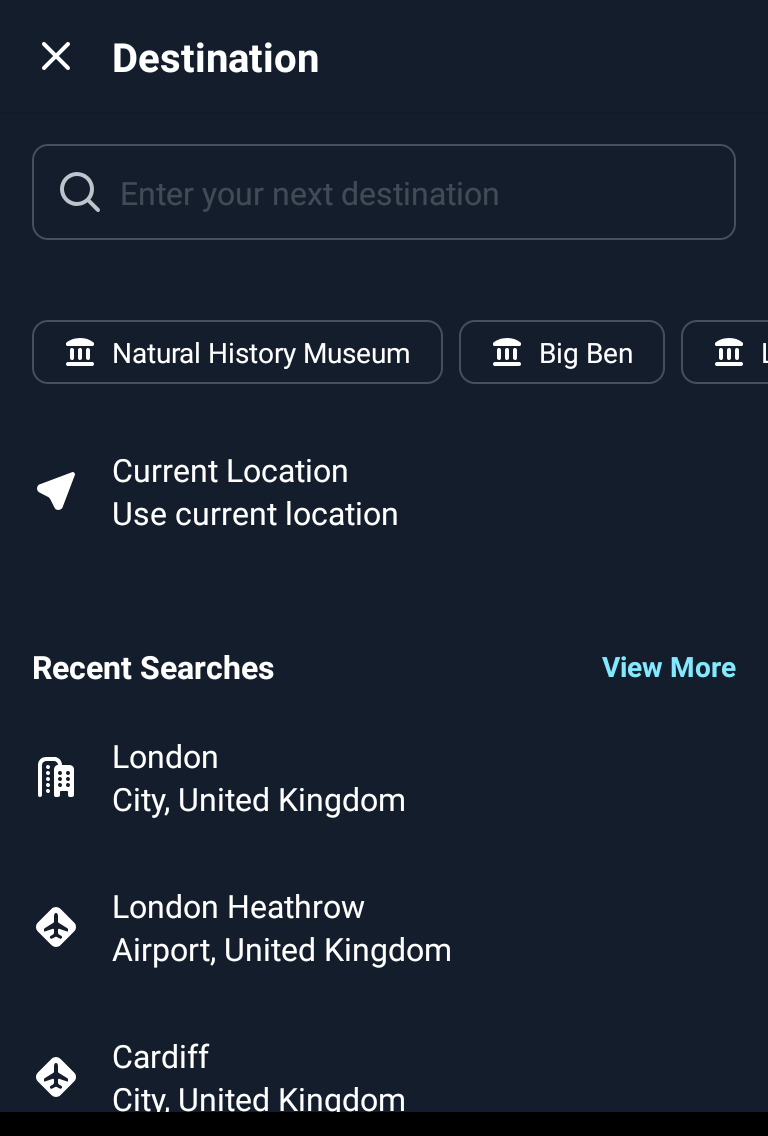 Destination
Enter your next destination
Natural History Museum
Big Ben
Current Location
Use current location
Recent Searches
View More
London
City, United Kingdom
London Heathrow
Airport, United Kingdom
Cardiff
City, United Kingdom